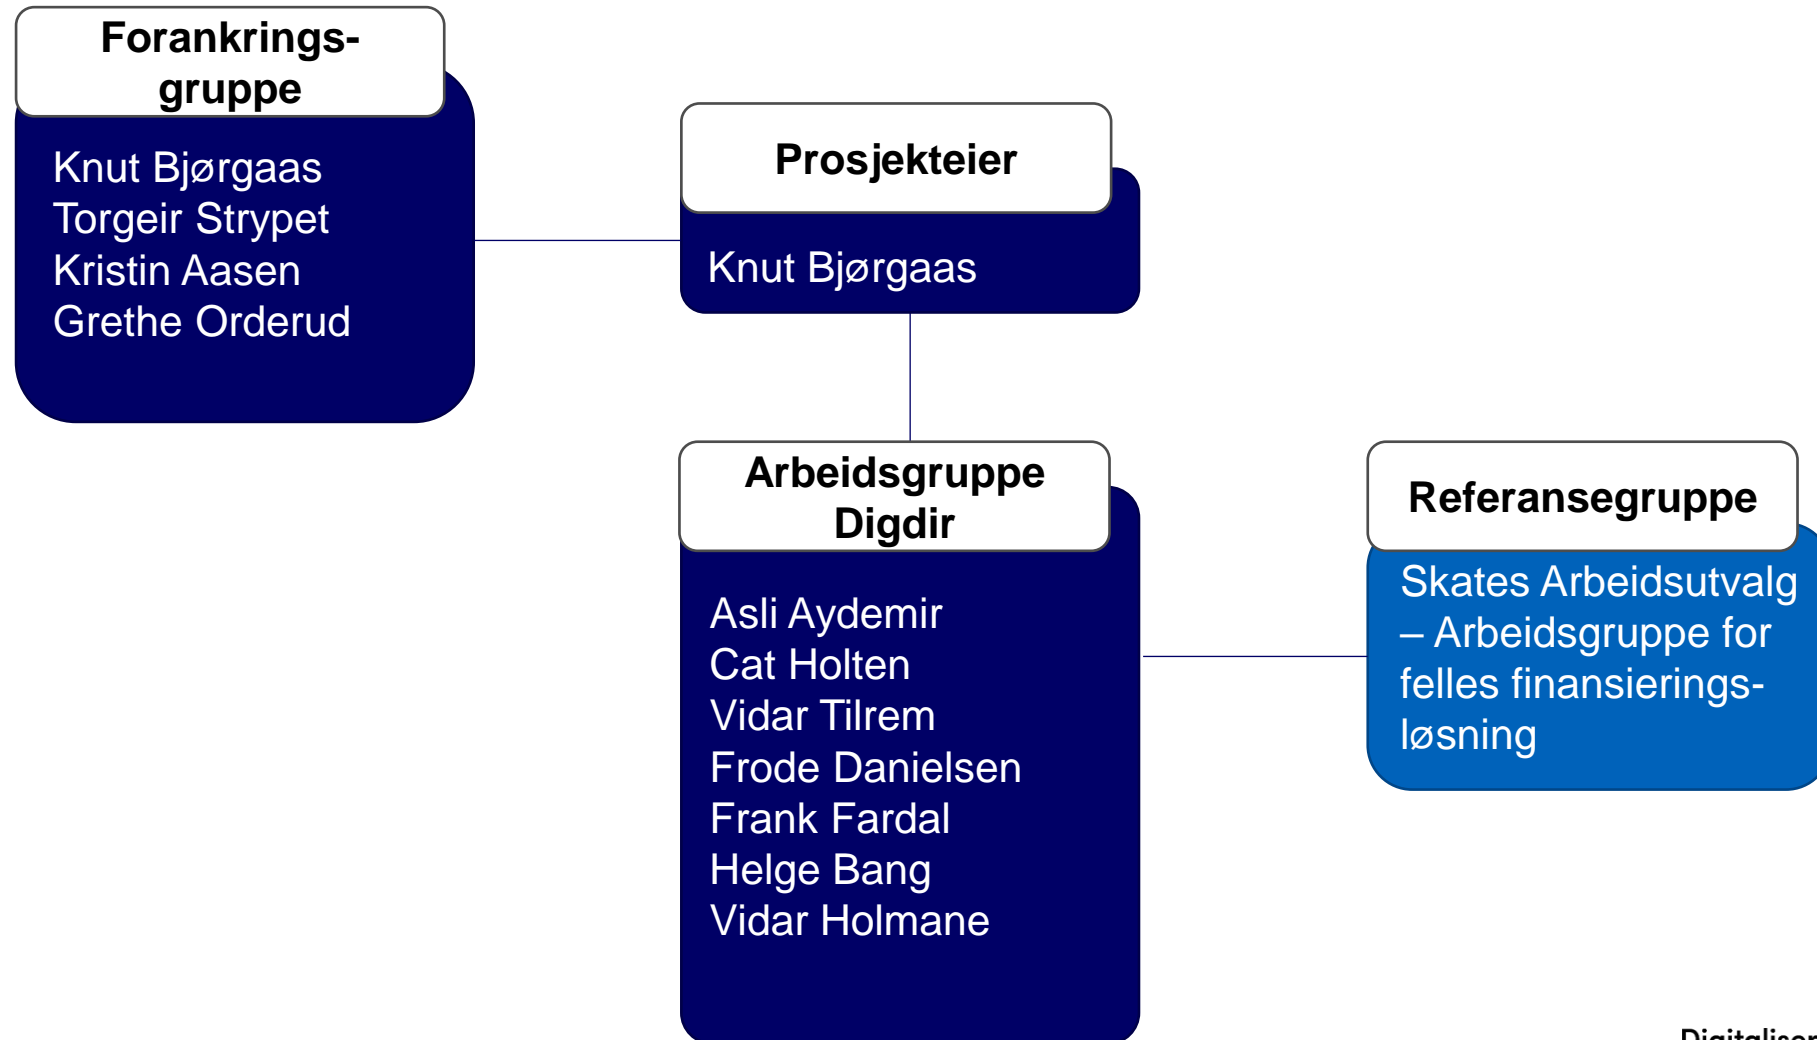 Forankrings-
gruppe
Knut Bjørgaas
Torgeir Strypet
Kristin Aasen
Grethe Orderud
Prosjekteier
Knut Bjørgaas
Arbeidsgruppe
Digdir
Asli Aydemir
Cat Holten
Vidar Tilrem
Frode Danielsen
Frank Fardal
Helge Bang
Vidar Holmane
Referansegruppe
Skates Arbeidsutvalg
– Arbeidsgruppe for
felles finansierings-
løsning